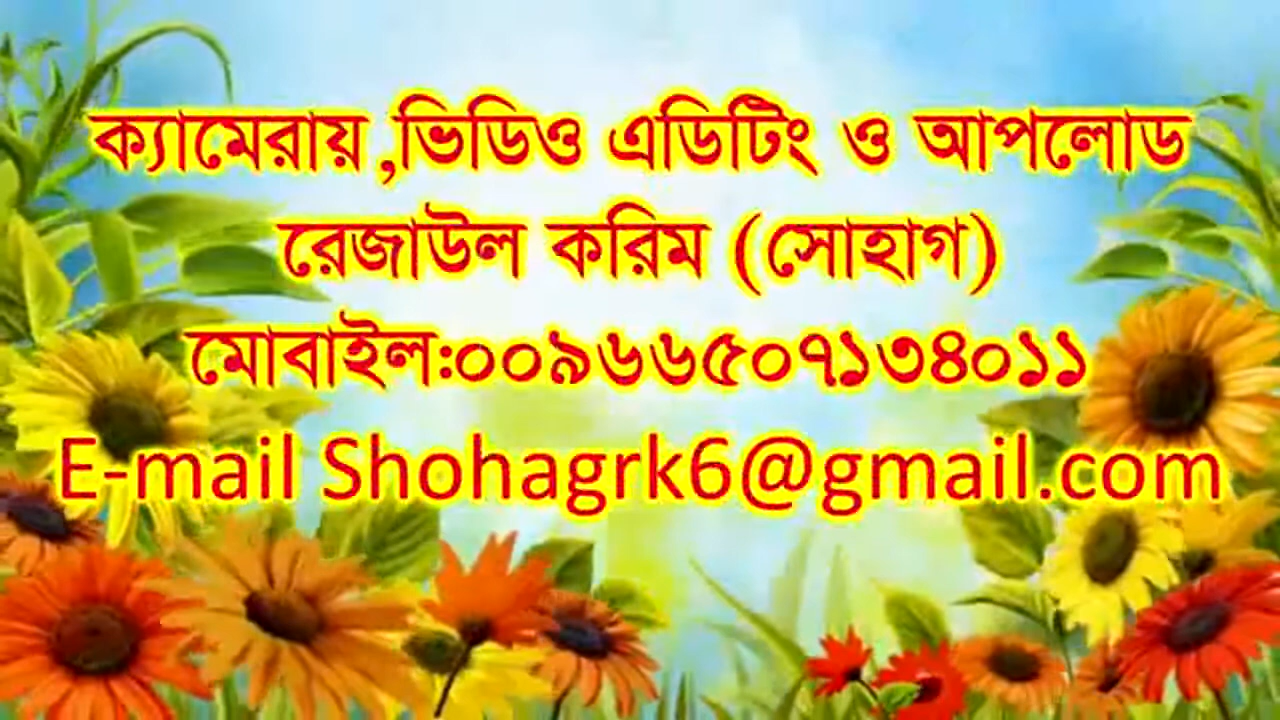 ক্যামেরায় ,ভিডিও এডিটিং ও আপলোড
রেজাউল করিম (সোহাগ)
মোবাইল:০০৯৬৬৫০৭১৩৪০১১
E-mail Shohagrk6@gmail.com